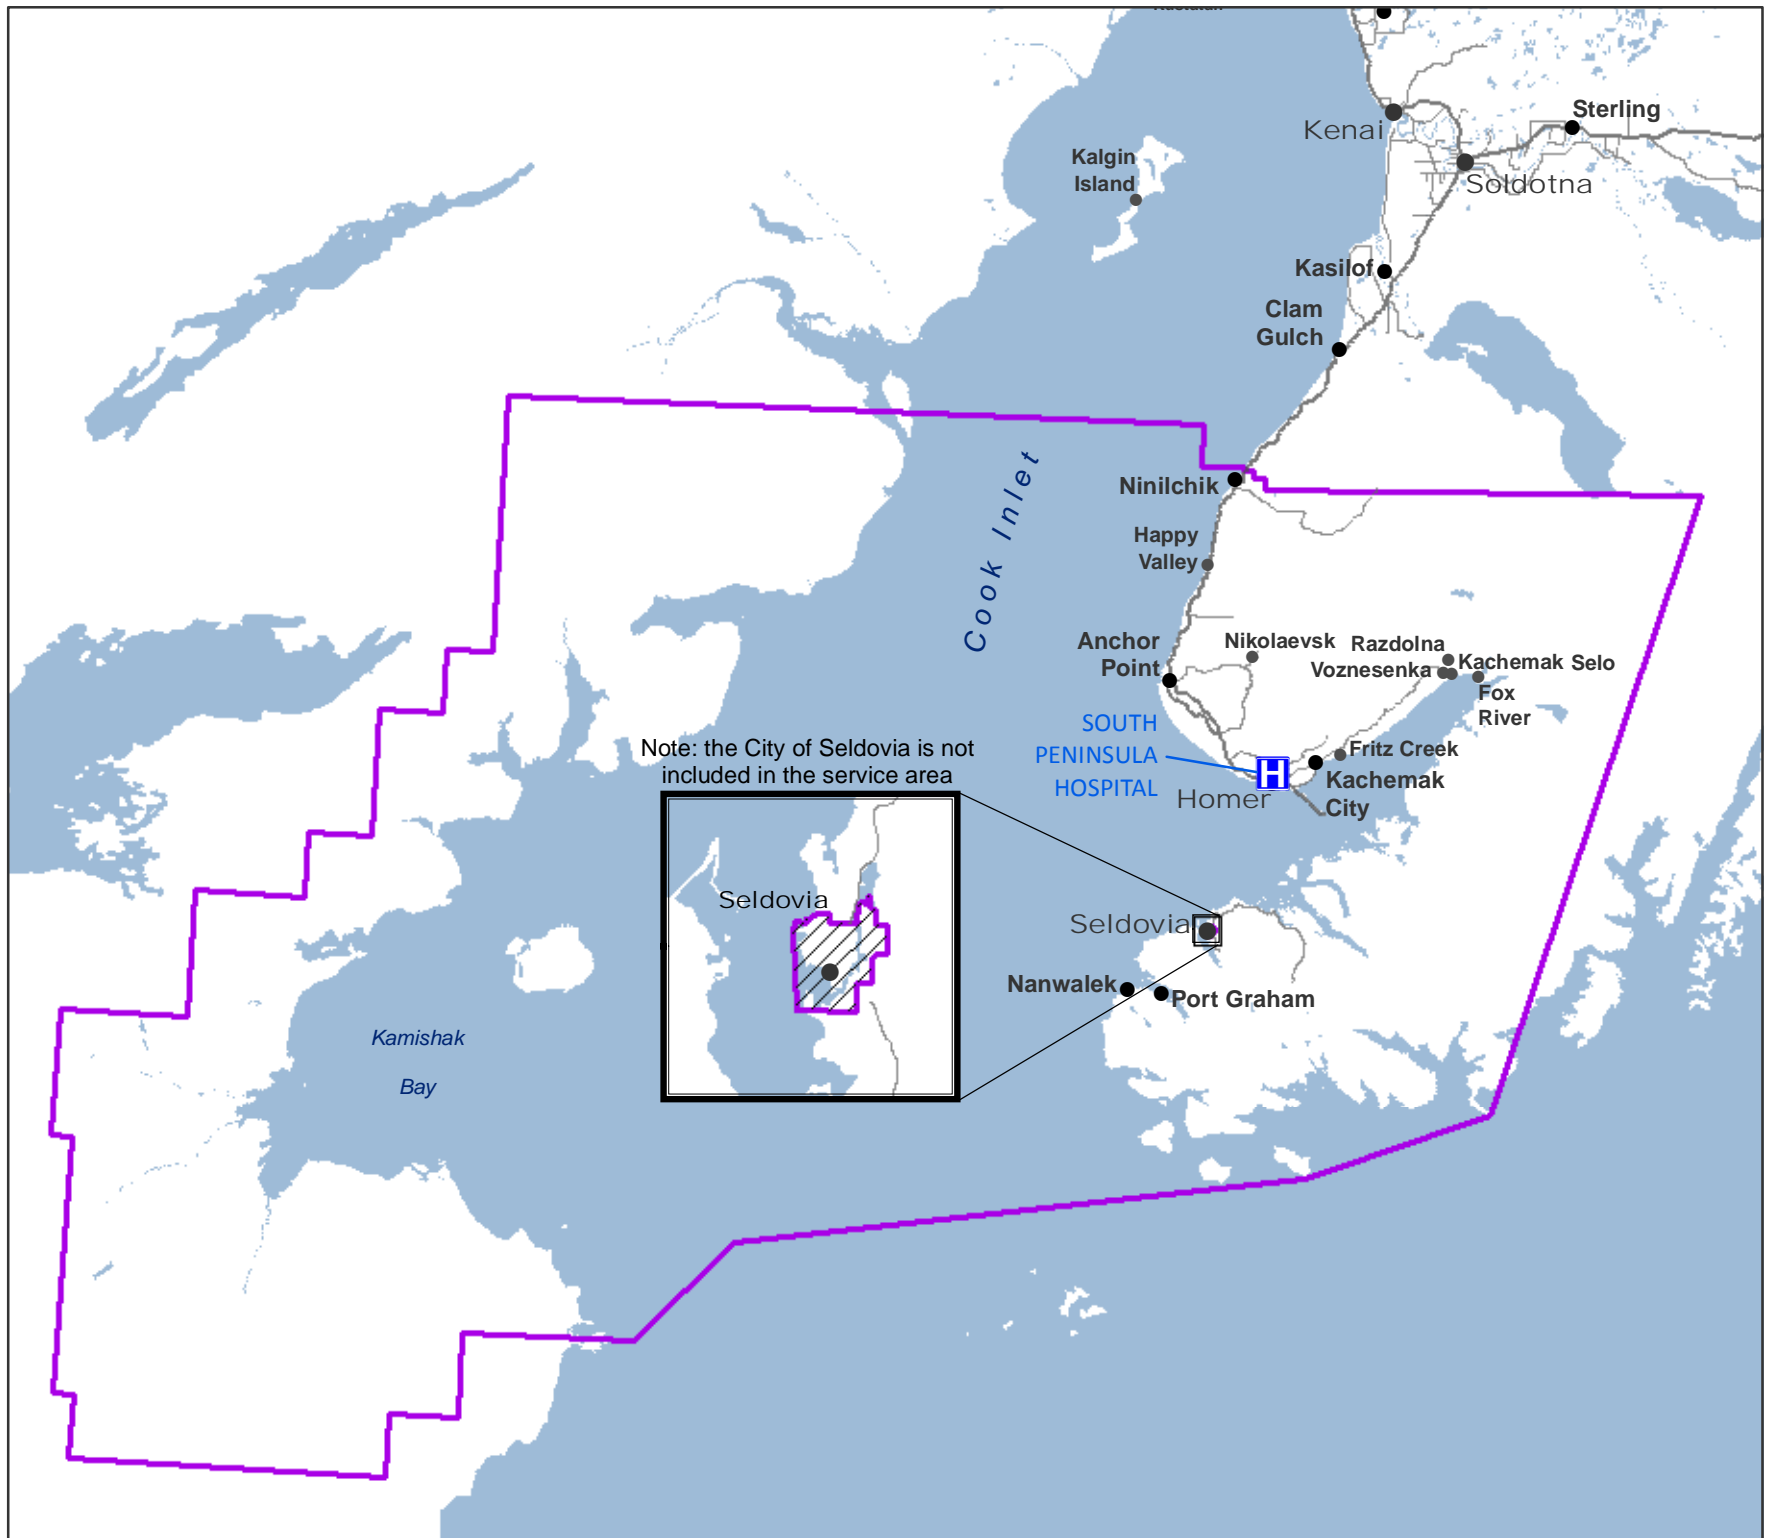 Kenai
Sterling
Soldotna
Kalgin
Island
Kasilof
Clam
Gulch
Cook Inlet
Ninilchik
Happy
Valley
Anchor
Point
Nikolaevsk
Razdolna
Voznesenka
Kachemak Selo
Fox
River
SOUTH
PENINSULA
HOSPITAL
H
Homer
Fritz Creek
Kachemak
City
Note: the City of Seldovia is not
included in the service area
Seldovia
Seldovia
Nanwalek
Port Graham
Kamishak
Bay